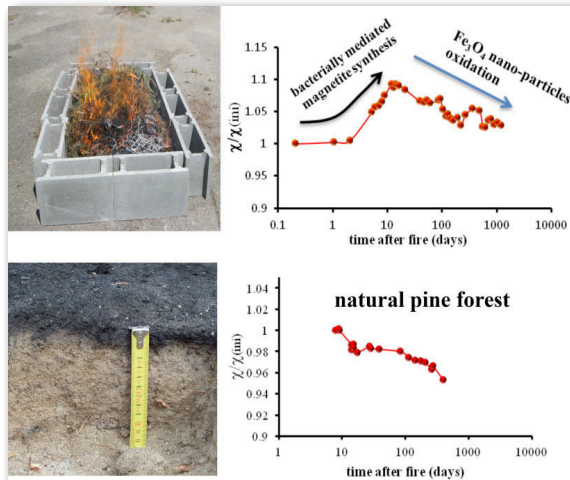 1.15
1.1
1.05
1
0.95
0.9
χ/χ(ini)
bacterially mediated
magnetite synthesis
Fe₃O₄ nano-particles
oxidation
0.1 1 10 100 1000 10000
time after fire (days)
natural pine forest
1.04
1.02
1
0.98
0.96
0.94
0.92
0.9
χ/χ(ini)
1 10 100 1000 10000
time after fire (days)